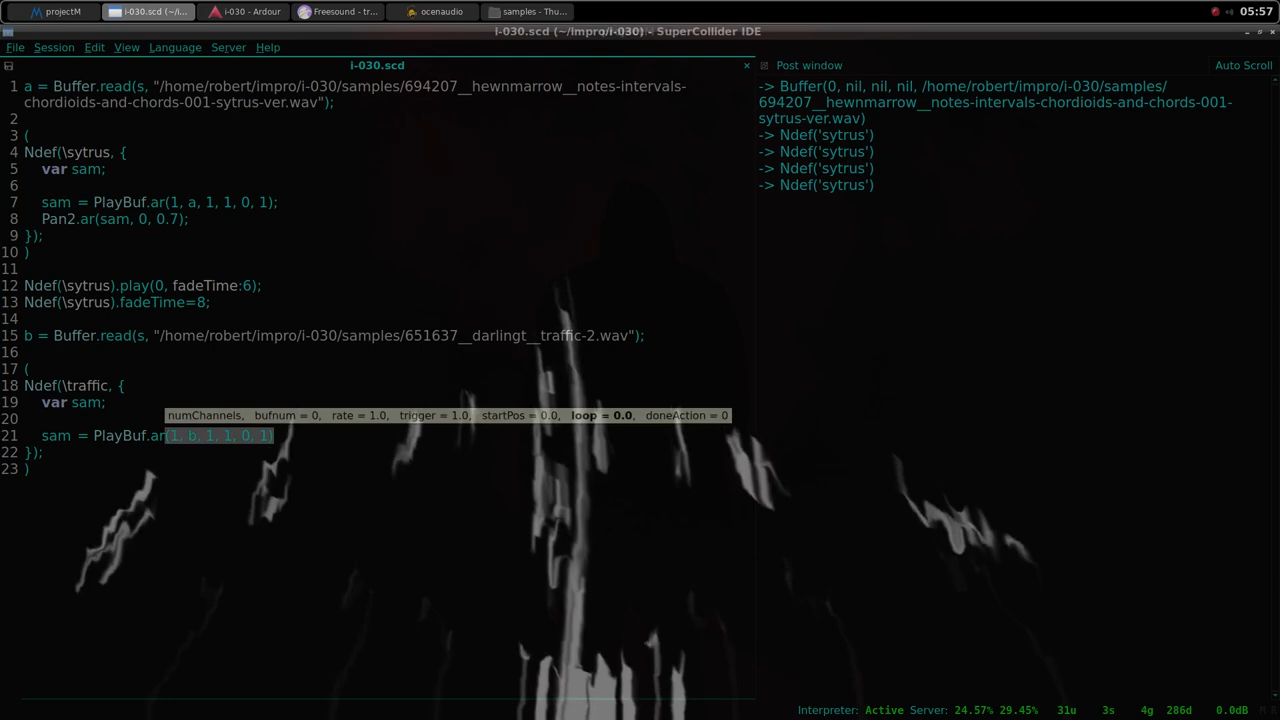 projectM
i-030.scd (~/i...
i-030 - Ardour
Freesound - tr...
ocenaudio
samples - Thu...
05:57
i-030.scd (~/impro/i-030) - SuperCollider IDE
File Session Edit View Language Server Help
i-030.scd
Post window
Auto Scroll
1 a = Buffer.read(s, "/home/robert/impro/i-030/samples/694207__hewnmarrow__notes-intervals-
chordioids-and-chords-001-sytrus-ver.wav");
2
3 (
4 Ndef(\sytrus, {
5 var sam;
6
7 sam = PlayBuf.ar(1, a, 1, 1, 0, 1);
8 Pan2.ar(sam, 0, 0.7);
9 });
10 )
11
12 Ndef(\sytrus).play(0, fadeTime:6);
13 Ndef(\sytrus).fadeTime=8;
14
15 b = Buffer.read(s, "/home/robert/impro/i-030/samples/651637__darlingt__traffic-2.wav");
16
17 (
18 Ndef(\traffic, {
19 var sam;
20
numChannels, bufnum = 0, rate = 1.0, trigger = 1.0, startPos = 0.0, loop = 0.0, doneAction = 0
21 sam = PlayBuf.ar(1, b, 1, 1, 0, 1)
22 });
23 )
-> Buffer(0, nil, nil, nil, /home/robert/impro/i-030/samples/
694207__hewnmarrow__notes-intervals-chordioids-and-chords-001-
sytrus-ver.wav)
-> Ndef('sytrus')
-> Ndef('sytrus')
-> Ndef('sytrus')
-> Ndef('sytrus')
Interpreter: Active Server: 24.57% 29.45% 31u 3s 4g 286d 0.0dB